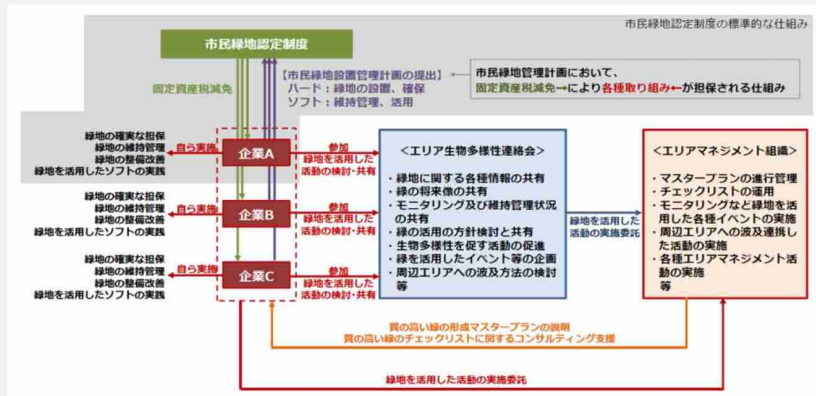 市民緑地認定制度の標準的な仕組み
市民緑地認定制度
固定資産税減免
【市民緑地設置管理計画の提出】
ハード：緑地の設置、確保
ソフト：維持管理、活用
市民緑地管理計画において、
固定資産税減免→により各種取り組み←が担保される仕組み
緑地の確実な担保
緑地の維持管理
緑地の整備改善
緑地を活用したソフトの実践
自ら実施
企業A
参加
緑地を活用した
活動の検討・共有
緑地の確実な担保
緑地の維持管理
緑地の整備改善
緑地を活用したソフトの実践
自ら実施
企業B
参加
緑地を活用した
活動の検討・共有
緑地の確実な担保
緑地の維持管理
緑地の整備改善
緑地を活用したソフトの実践
自ら実施
企業C
参加
緑地を活用した
活動の検討・共有
＜エリア生物多様性連絡会＞
・緑地に関する各種情報の共有
・緑の将来像の共有
・モニタリング及び維持管理状況
の共有
・緑の活用の方針検討と共有
・生物多様性を促す活動の促進
・緑を活用したイベント等の企画
・周辺エリアへの波及方法の検討
等
緑地を活用した
活動の実施委託
＜エリアマネジメント組織＞
・マスタープランの進行管理
・チェックリストの運用
・モニタリングなど緑地を活
用した各種イベントの実施
・周辺エリアへの波及連携し
た活動の実施
・各種エリアマネジメント活
動の実施
等
質の高い緑の形成マスタープランの説明
質の高い緑のチェックリストに関するコンサルティング支援
緑地を活用した活動の実施委託